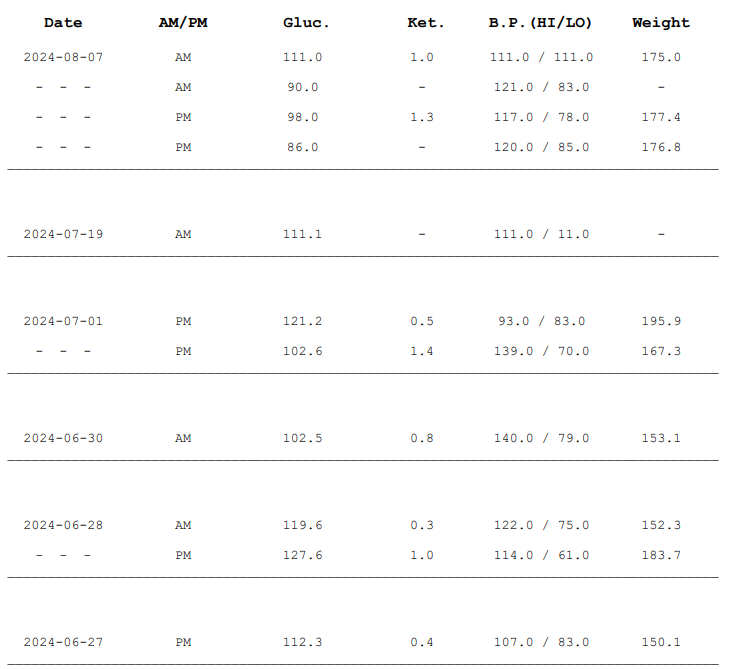 Date AM/PM Gluc. Ket. B.P.(HI/LO) Weight
2024-08-07 AM 111.0 1.0 111.0 / 111.0 175.0
- - - AM 90.0 - 121.0 / 83.0 -
- - - PM 98.0 1.3 117.0 / 78.0 177.4
- - - PM 86.0 - 120.0 / 85.0 176.8
2024-07-19 AM 111.1 - 111.0 / 11.0 -
2024-07-01 PM 121.2 0.5 93.0 / 83.0 195.9
- - - PM 102.6 1.4 139.0 / 70.0 167.3
2024-06-30 AM 102.5 0.8 140.0 / 79.0 153.1
2024-06-28 AM 119.6 0.3 122.0 / 75.0 152.3
- - - PM 127.6 1.0 114.0 / 61.0 183.7
2024-06-27 PM 112.3 0.4 107.0 / 83.0 150.1